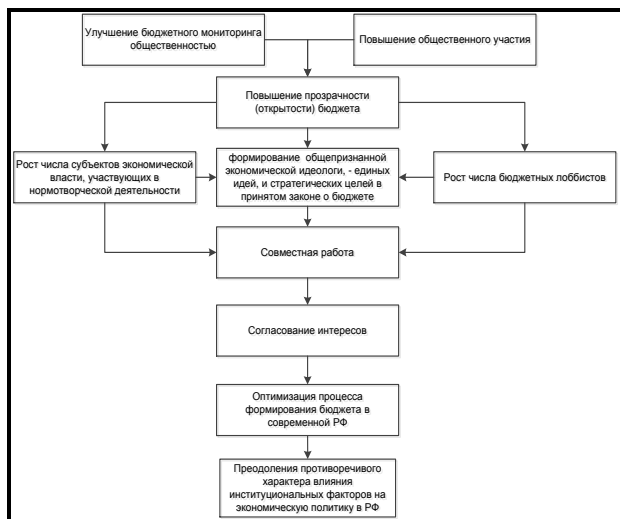 Улучшение бюджетного мониторинга
общественностью
Повышение общественного участия
Повышение прозрачности
(открытости) бюджета
Рост числа субъектов экономической
власти, участвующих в
нормотворческой деятельности
формирование общепризнанной
экономической идеологи, - единых
идей, и стратегических целей в
принятом законе о бюджете
Рост числа бюджетных лоббистов
Совместная работа
Согласование интересов
Оптимизация процесса
формирования бюджета в
современной РФ
Преодоления противоречивого
характера влияния
институциональных факторов на
экономическую политику в РФ